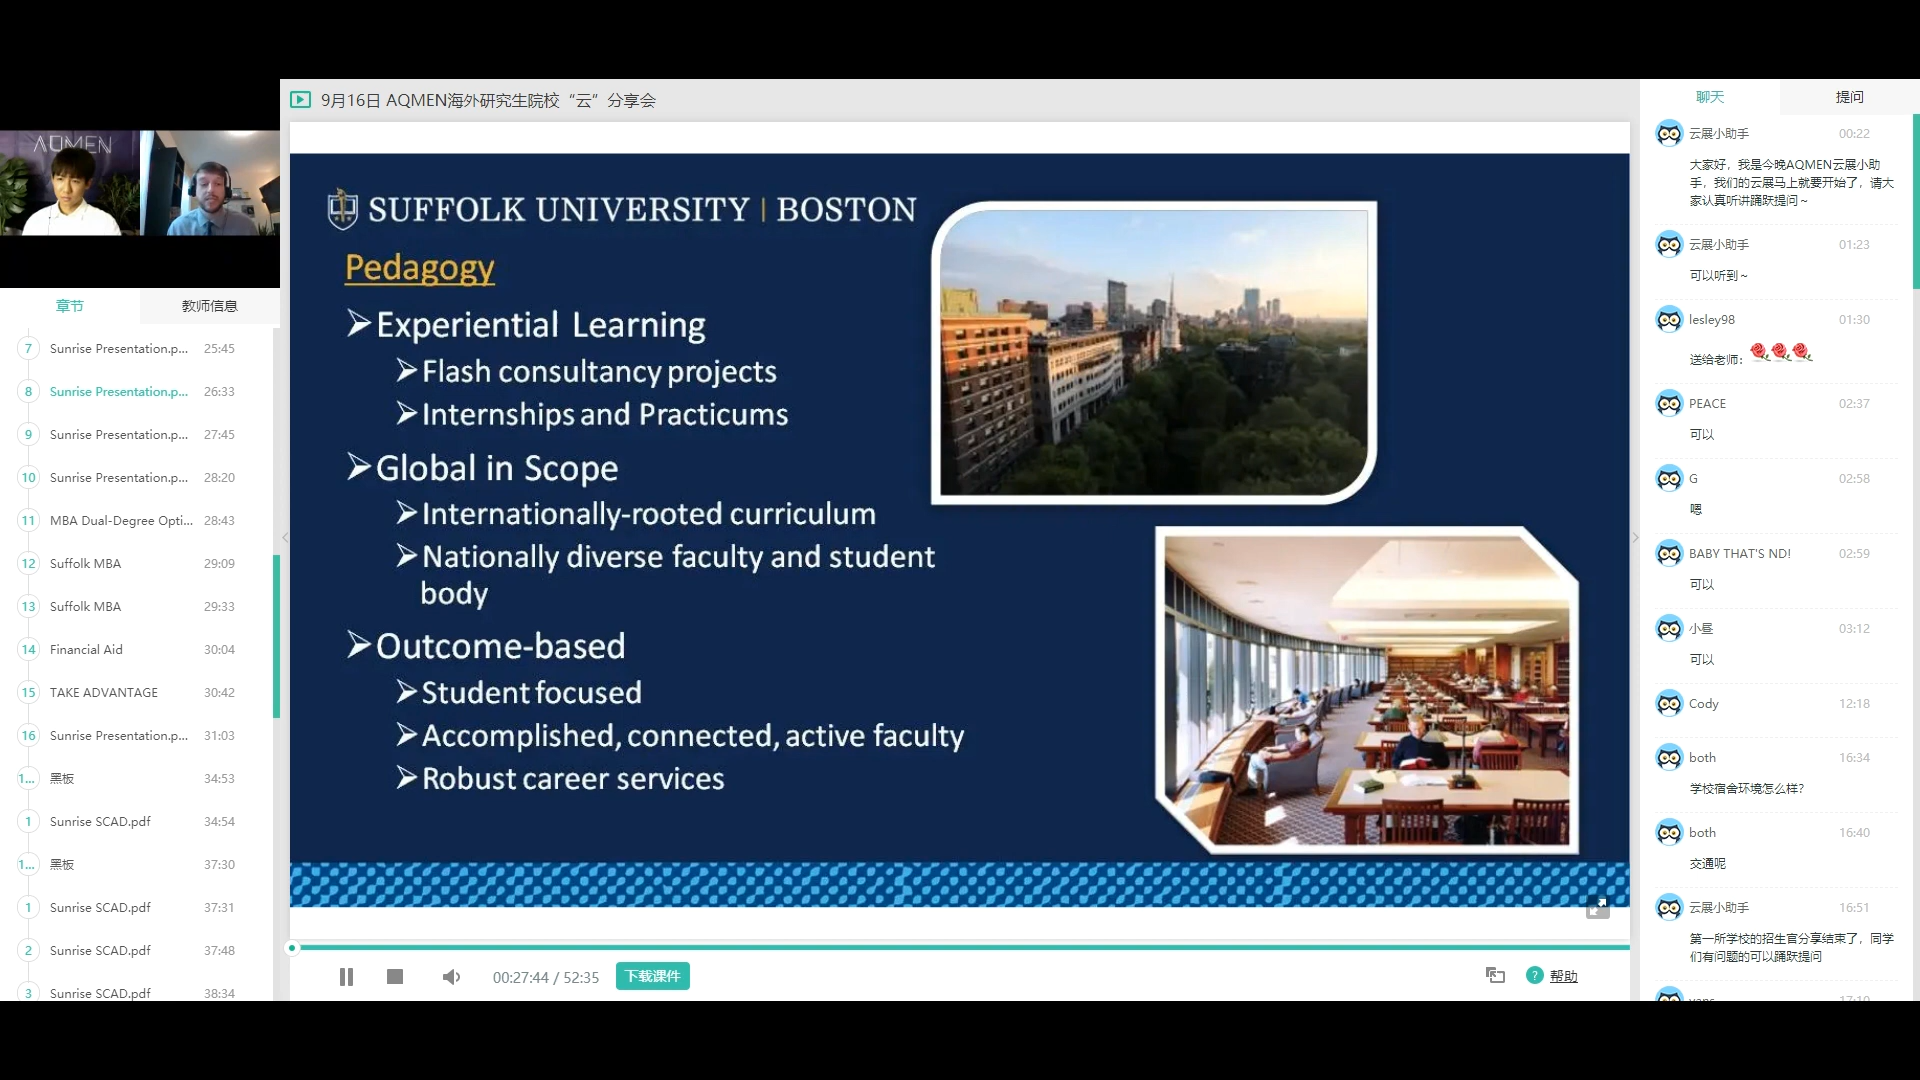 9月16日 AQMEN海外研究生院校“云”分享会
AQMEN
章节
教师信息
7 Sunrise Presentation.p... 25:45
8 Sunrise Presentation.p... 26:33
9 Sunrise Presentation.p... 27:45
10 Sunrise Presentation.p... 28:20
11 MBA Dual-Degree Opti... 28:43
12 Suffolk MBA 29:09
13 Suffolk MBA 29:33
14 Financial Aid 30:04
15 TAKE ADVANTAGE 30:42
16 Sunrise Presentation.p... 31:03
1... 黑板 34:53
1 Sunrise SCAD.pdf 34:54
1... 黑板 37:30
1 Sunrise SCAD.pdf 37:31
2 Sunrise SCAD.pdf 37:48
3 Sunrise SCAD.pdf 38:34
SUFFOLK UNIVERSITY | BOSTON
Pedagogy
➢Experiential Learning
➢Flash consultancy projects
➢Internships and Practicums
➢Global in Scope
➢Internationally-rooted curriculum
➢Nationally diverse faculty and student
body
➢Outcome-based
➢Student focused
➢Accomplished, connected, active faculty
➢Robust career services
00:27:44 / 52:35
下载课件
? 帮助
聊天
提问
云展小助手 00:22
大家好，我是今晚AQMEN云展小助
手，我们的云展马上就要开始了，请大
家认真听讲踊跃提问～
云展小助手 01:23
可以听到～
lesley98 01:30
送给老师：
PEACE 02:37
可以
G 02:58
嗯
BABY THAT'S ND! 02:59
可以
小昼 03:12
可以
Cody 12:18
both 16:34
学校宿舍环境怎么样?
both 16:40
交通呢
云展小助手 16:51
第一所学校的招生官分享结束了，同学
们有问题的可以踊跃提问
17:10